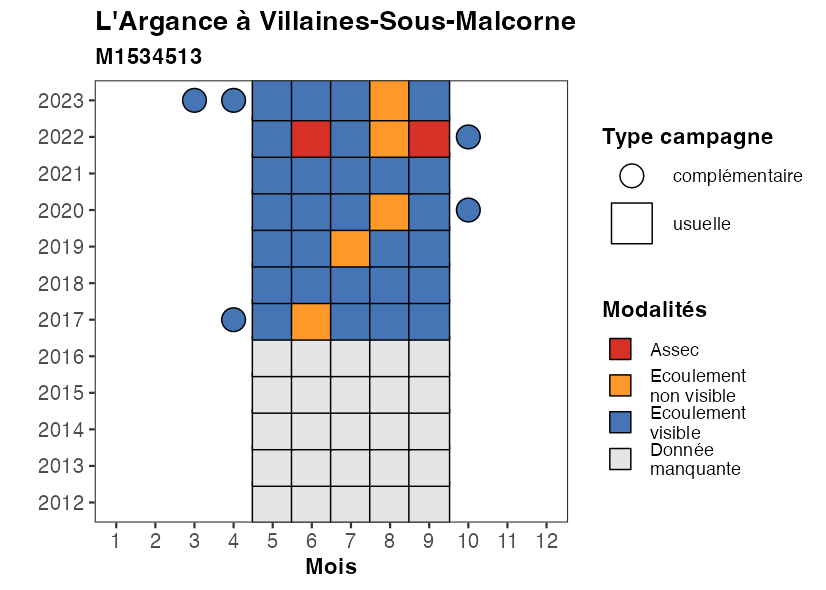 L'Argance à Villaines-Sous-Malcorne
M1534513
2023
2022
2021
2020
2019
2018
2017
2016
2015
2014
2013
2012
1 2 3 4 5 6 7 8 9 10 11 12
Mois
Type campagne
complémentaire
usuelle
Modalités
Assec
Ecoulement
non visible
Ecoulement
visible
Donnée
manquante